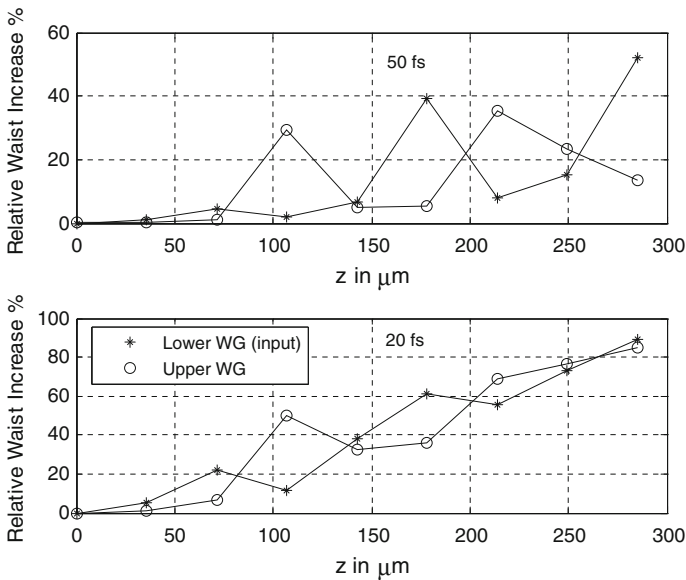 Relative Waist Increase %
60
40
20
0
50 fs
0 50 100 150 200 250 300
z in μm
Relative Waist Increase %
100
80
60
40
20
0
Lower WG (input)
Upper WG
20 fs
0 50 100 150 200 250 300
z in μm